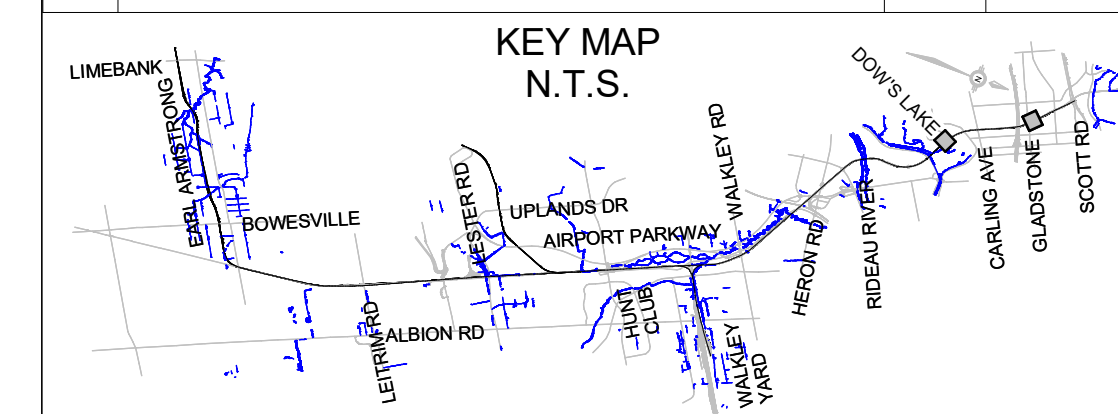 KEY MAP
N.T.S.
LIMEBANK
EARL ARMSTRONG
BOWESVILLE
LEITRIM RD
ALBION RD
LESTER RD
UPLANDS DR
AIRPORT PARKWAY
HUNT
CLUB
WALKLEY
YARD
WALKLEY RD
HERON RD
RIDEAU RIVER
DOW'S LAKE
N
CARLING AVE
GLADSTONE
SCOTT RD